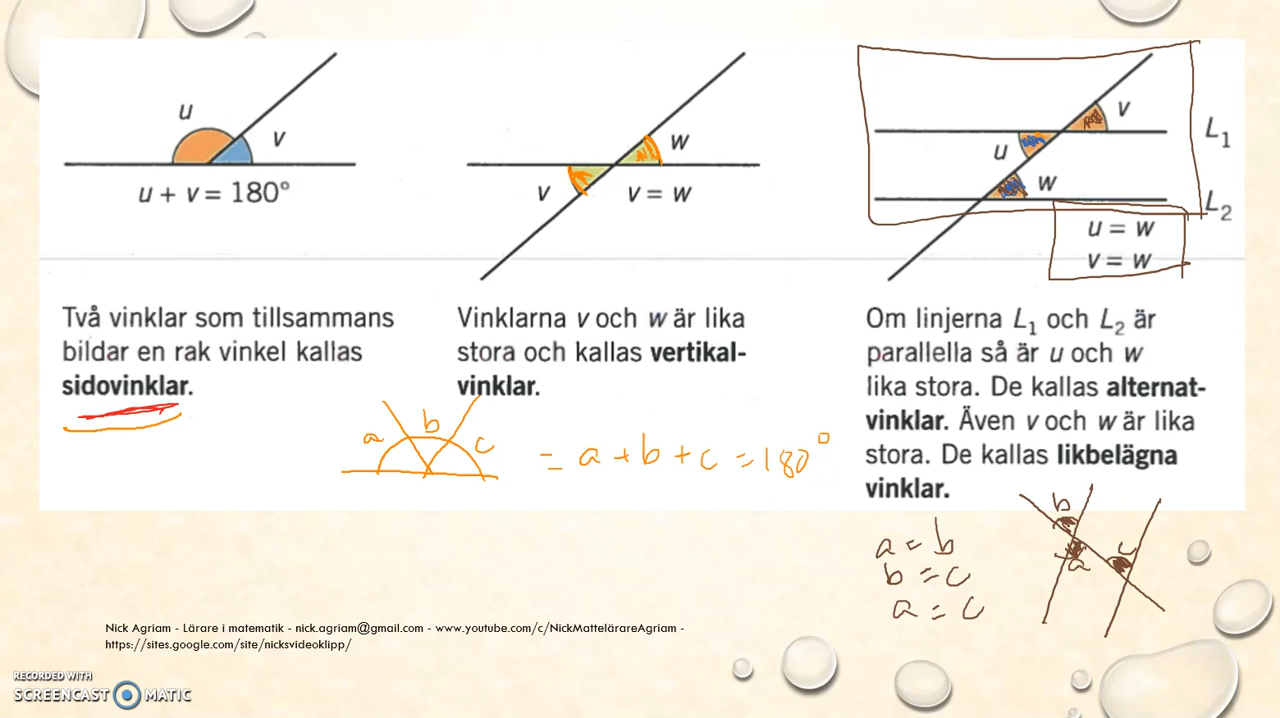 u
v
u + v = 180°
w
v
v = w
v
u
w
L1
L2
u = w
v = w
Två vinklar som tillsammans
bildar en rak vinkel kallas
sidovinklar.
Vinklarna v och w är lika
stora och kallas vertikal-
vinklar.
Om linjerna L1 och L2 är
parallella så är u och w
lika stora. De kallas alternat-
vinklar. Även v och w är lika
stora. De kallas likbelägna
vinklar.
a
b
c
= a + b + c = 180°
a = b
b = c
a = c
b
a
c
Nick Agriam - Lärare i matematik - nick.agriam@gmail.com - www.youtube.com/c/NickMattelärareAgriam -
https://sites.google.com/site/nicksvideoklipp/
RECORDED WITH
SCREENCAST MATIC